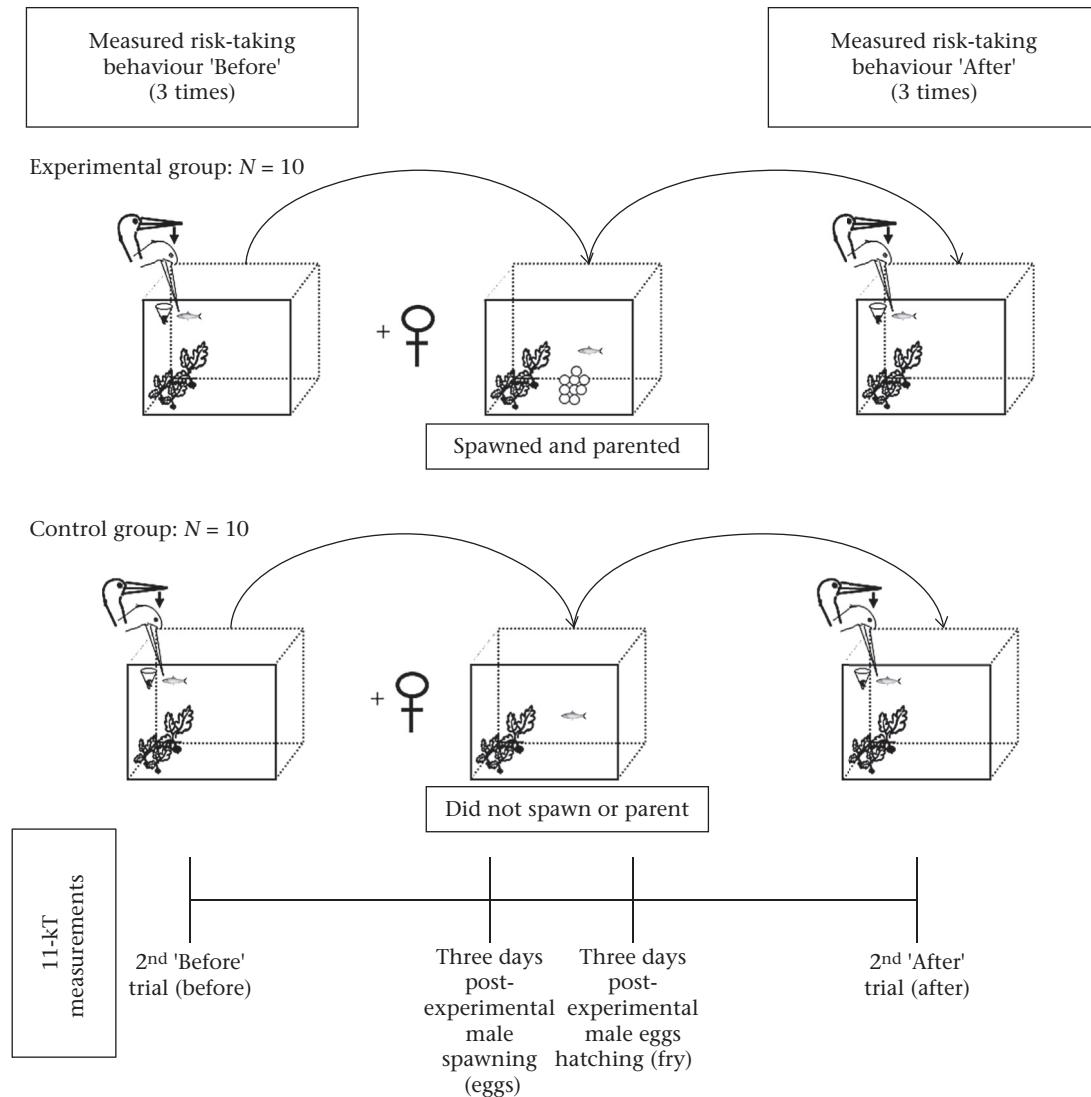 Measured risk-taking
behaviour 'Before'
(3 times)
Measured risk-taking
behaviour 'After'
(3 times)
Experimental group: N = 10
+
Spawned and parented
Control group: N = 10
+
Did not spawn or parent
11-kT
measurements
2nd 'Before'
trial (before)
Three days
post-
experimental
male
spawning
(eggs)
Three days
post-
experimental
male eggs
hatching (fry)
2nd 'After'
trial (after)